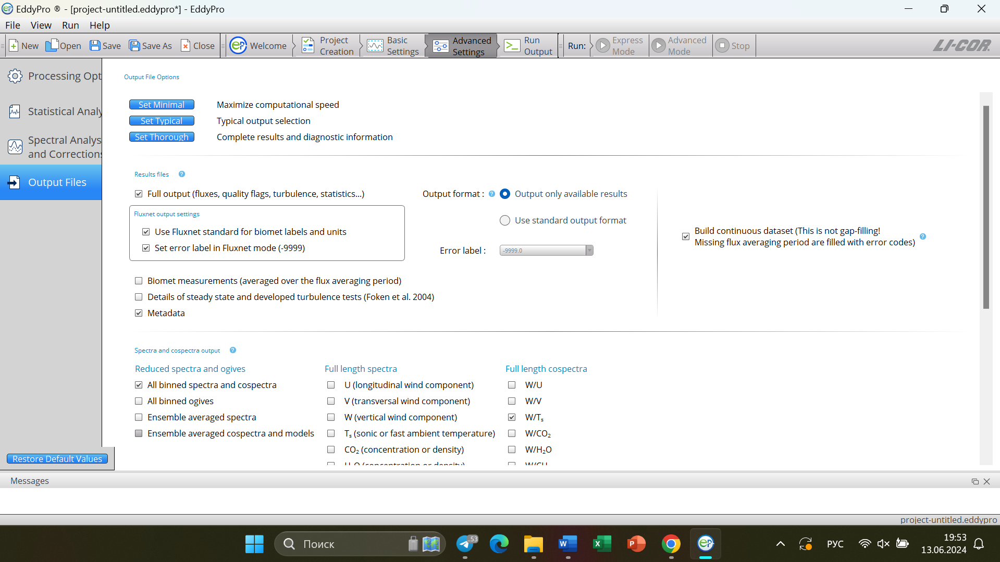 EddyPro ® - [project-untitled.eddypro*] - EddyPro
File View Run Help
New Open Save Save As Close Welcome Project Creation Basic Settings Advanced Settings Run Output Run: Express Mode Advanced Mode Stop LI-COR
Processing Opt
Statistical Analy
Spectral Analys
and Corrections
Output Files
Restore Default Values
Output File Options
Set Minimal Maximize computational speed
Set Typical Typical output selection
Set Thorough Complete results and diagnostic information
Results files ?
Full output (fluxes, quality flags, turbulence, statistics...)
Fluxnet output settings
Use Fluxnet standard for biomet labels and units
Set error label in Fluxnet mode (-9999)
Output format : ? Output only available results
Use standard output format
Error label : -9999.0
Build continuous dataset (This is not gap-filling!
Missing flux averaging period are filled with error codes) ?
Biomet measurements (averaged over the flux averaging period)
Details of steady state and developed turbulence tests (Foken et al. 2004)
Metadata
Spectra and cospectra output ?
Reduced spectra and ogives
All binned spectra and cospectra
All binned ogives
Ensemble averaged spectra
Ensemble averaged cospectra and models
Full length spectra
U (longitudinal wind component)
V (transversal wind component)
W (vertical wind component)
Tₛ (sonic or fast ambient temperature)
CO₂ (concentration or density)
H₂O (concentration or density)
Full length cospectra
W/U
W/V
W/Tₛ
W/CO₂
W/H₂O
Messages
project-untitled.eddypro
Поиск
..53
РУС
19:53
13.06.2024